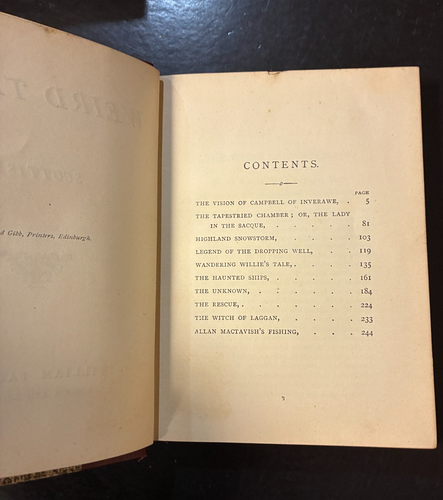 d Gibb, Printers, Edinburgh.
CONTENTS.
PAGE
THE VISION OF CAMPBELL OF INVERAWE, . 5
THE TAPESTRIED CHAMBER; OR, THE LADY
IN THE SACQUE, . . . . . 81
HIGHLAND SNOWSTORM, . . . . 103
LEGEND OF THE DROPPING WELL, . . . 119
WANDERING WILLIE'S TALE, . . . . 135
THE HAUNTED SHIPS, . . . . 161
THE UNKNOWN, . . . . . 184
THE RESCUE, . . . . . 224
THE WITCH OF LAGGAN, . . . . 233
ALLAN MACTAVISH'S FISHING, . . . 244